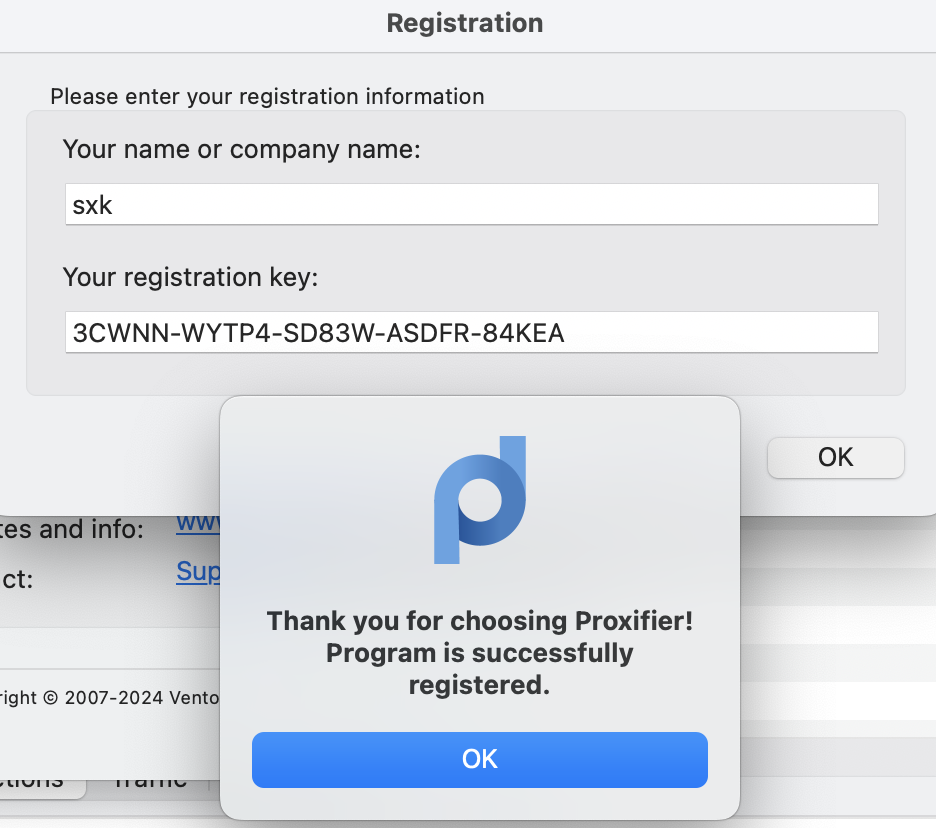 Registration
Please enter your registration information
Your name or company name:
sxk
Your registration key:
3CWNN-WYTP4-SD83W-ASDFR-84KEA
OK
tes and info: www
ct: Sup
Thank you for choosing Proxifier!
Program is successfully
registered.
right © 2007-2024 Vento
OK
ctions Traffic